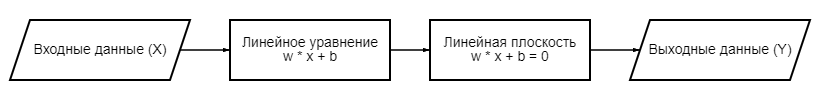 Входные данные (X)
Линейное уравнение
w * x + b
Линейная плоскость
w * x + b = 0
Выходные данные (Y)